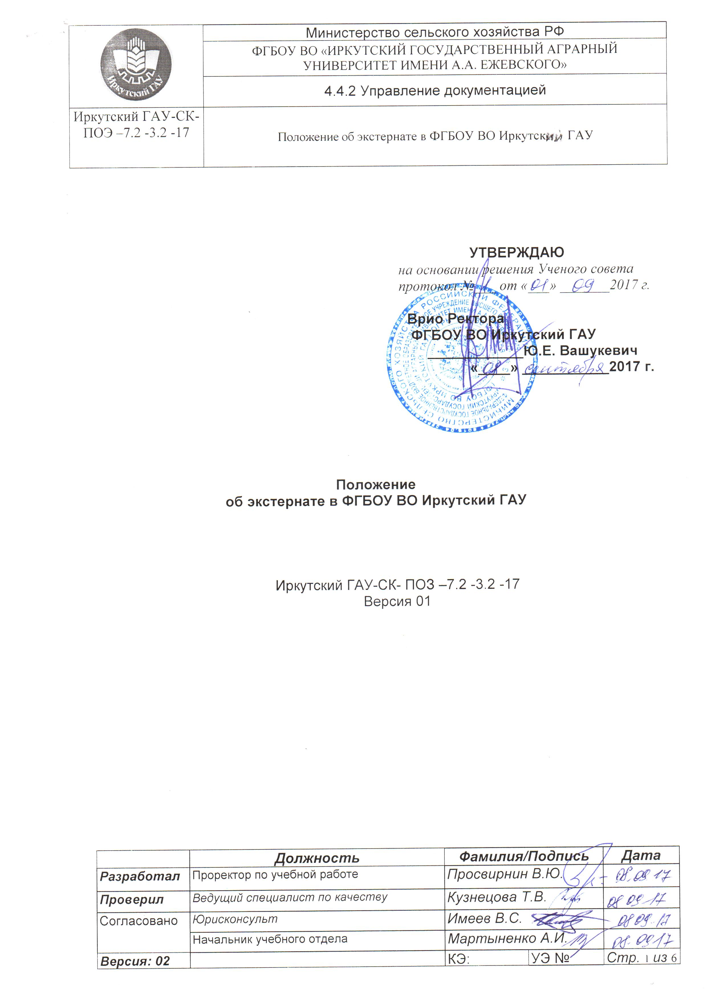 Министерство сельского хозяйства РФ
ФГБОУ ВО «ИРКУТСКИЙ ГОСУДАРСТВЕННЫЙ АГРАРНЫЙ
УНИВЕРСИТЕТ ИМЕНИ А.А. ЕЖЕВСКОГО»
Иркутский ГАУ
4.4.2 Управление документацией
Иркутский ГАУ-СК-
ПОЭ –7.2 -3.2 -17
Положение об экстернате в ФГБОУ ВО Иркутский ГАУ
УТВЕРЖДАЮ
на основании решения Ученого совета
протокол № 1 от «01» 09 2017 г.
Врио Ректора
ФГБОУ ВО Иркутский ГАУ
Ю.Е. Вашукевич
«08» сентября 2017 г.
Положение
об экстернате в ФГБОУ ВО Иркутский ГАУ
Иркутский ГАУ-СК- ПОЗ –7.2 -3.2 -17
Версия 01
Должность Фамилия/Подпись Дата
Разработал Проректор по учебной работе Просвирнин В.Ю. 08.09 17
Проверил Ведущий специалист по качеству Кузнецова Т.В. 08 09 17
Согласовано Юрисконсульт Имеев В.С. 08 09. 17
Начальник учебного отдела Мартыненко А.И. 08. 09 17
Версия: 02 КЭ: УЭ № Стр. 1 из 6